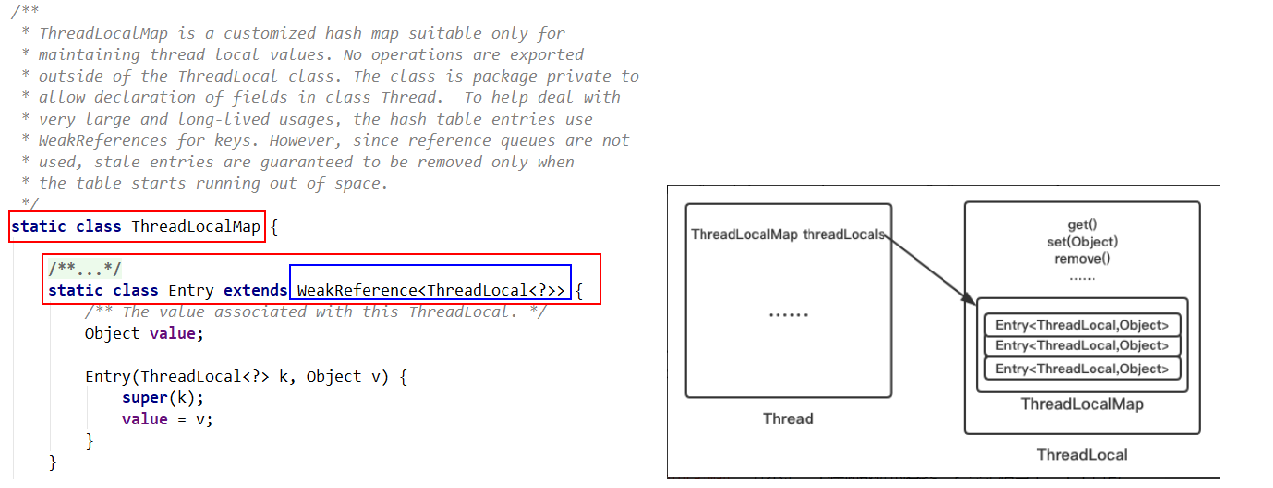 /**
* ThreadLocalMap is a customized hash map suitable only for
* maintaining thread local values. No operations are exported
* outside of the ThreadLocal class. The class is package private to
* allow declaration of fields in class Thread.  To help deal with
* very large and long-lived usages, the hash table entries use
* WeakReferences for keys. However, since reference queues are not
* used, stale entries are guaranteed to be removed only when
* the table starts running out of space.
*/
static class ThreadLocalMap {
/**...*/
static class Entry extends WeakReference<ThreadLocal<?>> {
/** The value associated with this ThreadLocal. */
Object value;
Entry(ThreadLocal<?> k, Object v) {
super(k);
value = v;
}
}
ThreadLocalMap threadLocals
......
Thread
get()
set(Object)
remove()
......
Entry<ThreadLocal,Object>
Entry<ThreadLocal,Object>
Entry<ThreadLocal,Object>
ThreadLocalMap
ThreadLocal